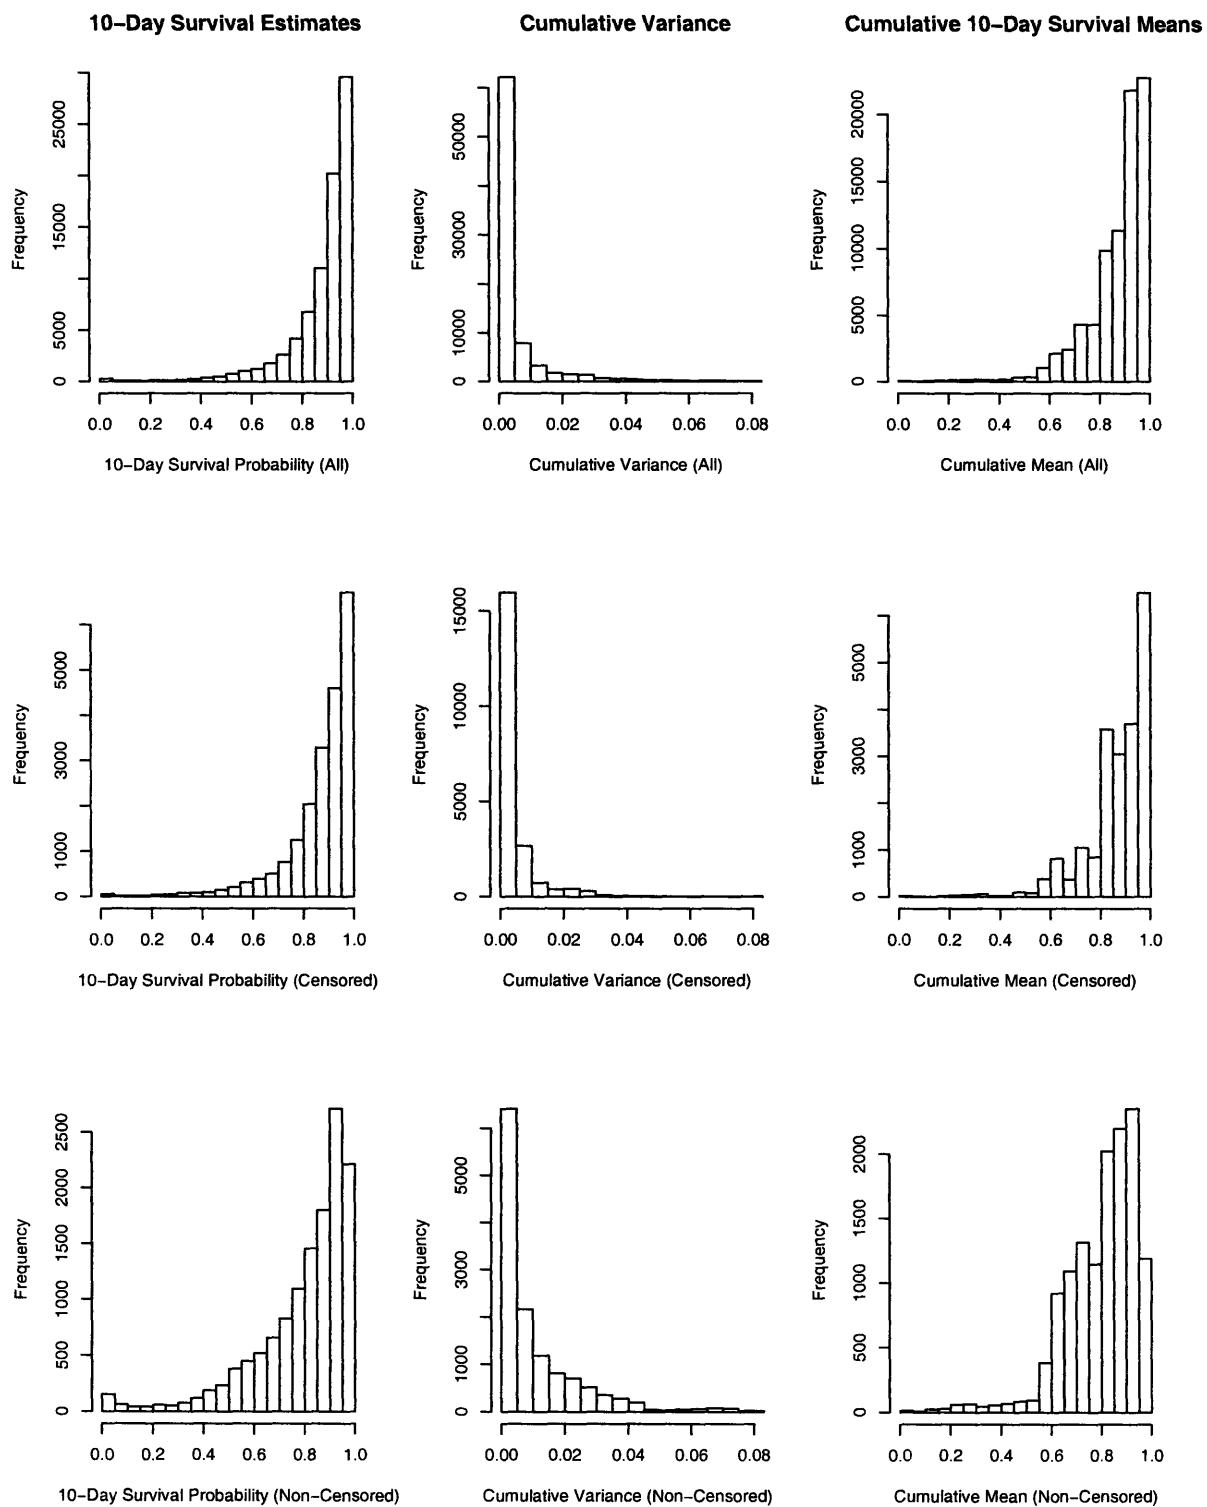 10−Day Survival Estimates
Cumulative Variance
Cumulative 10−Day Survival Means
Frequency
0 5000 15000 25000
0.0 0.2 0.4 0.6 0.8 1.0
10−Day Survival Probability (All)
Frequency
0 10000 30000 50000
0.00 0.02 0.04 0.06 0.08
Cumulative Variance (All)
Frequency
0 5000 10000 15000 20000
0.0 0.2 0.4 0.6 0.8 1.0
Cumulative Mean (All)
Frequency
0 1000 3000 5000
0.0 0.2 0.4 0.6 0.8 1.0
10−Day Survival Probability (Censored)
Frequency
0 5000 10000 15000
0.00 0.02 0.04 0.06 0.08
Cumulative Variance (Censored)
Frequency
0 1000 3000 5000
0.0 0.2 0.4 0.6 0.8 1.0
Cumulative Mean (Censored)
Frequency
0 500 1000 1500 2000 2500
0.0 0.2 0.4 0.6 0.8 1.0
10−Day Survival Probability (Non−Censored)
Frequency
0 1000 3000 5000
0.00 0.02 0.04 0.06 0.08
Cumulative Variance (Non−Censored)
Frequency
0 500 1000 1500 2000
0.0 0.2 0.4 0.6 0.8 1.0
Cumulative Mean (Non−Censored)